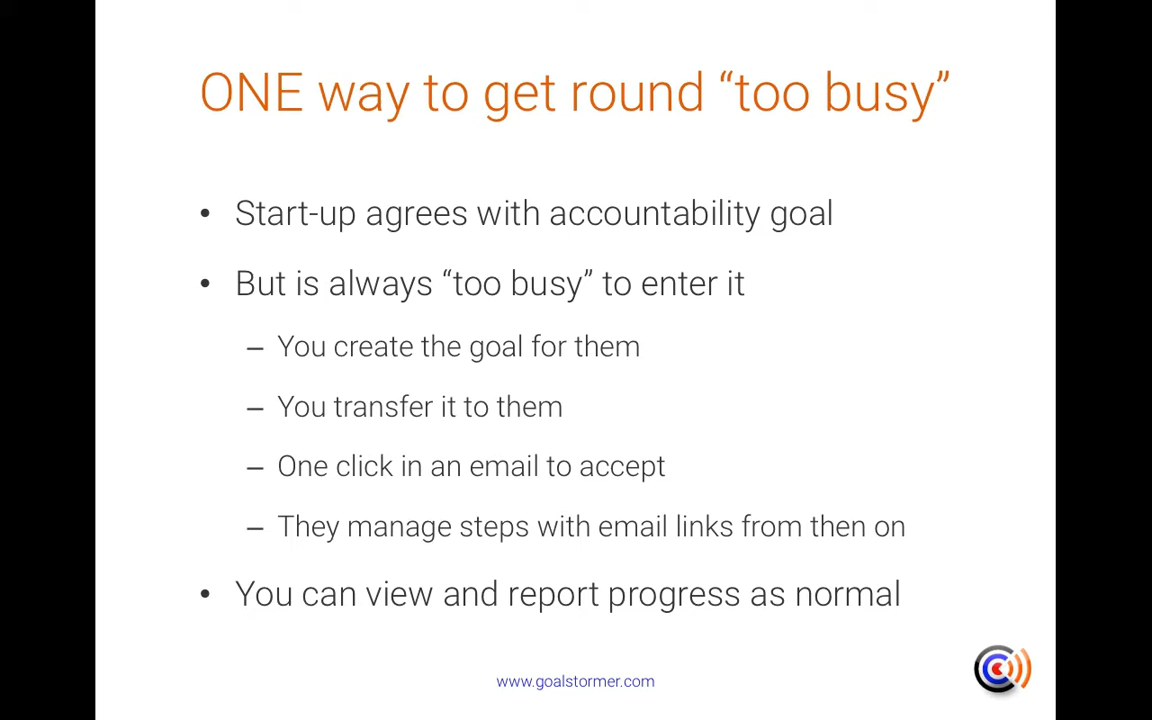 ONE way to get round “too busy”
• Start-up agrees with accountability goal
• But is always “too busy” to enter it
– You create the goal for them
– You transfer it to them
– One click in an email to accept
– They manage steps with email links from then on
• You can view and report progress as normal
www.goalstormer.com